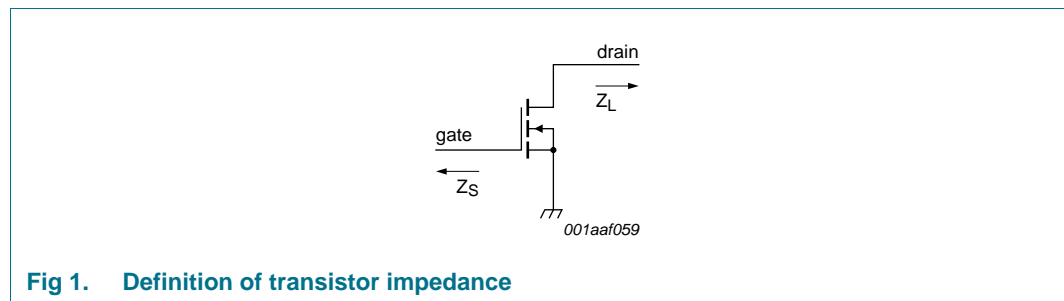 drain
Z_L
gate
Z_S
001aaf059
Fig 1. Definition of transistor impedance